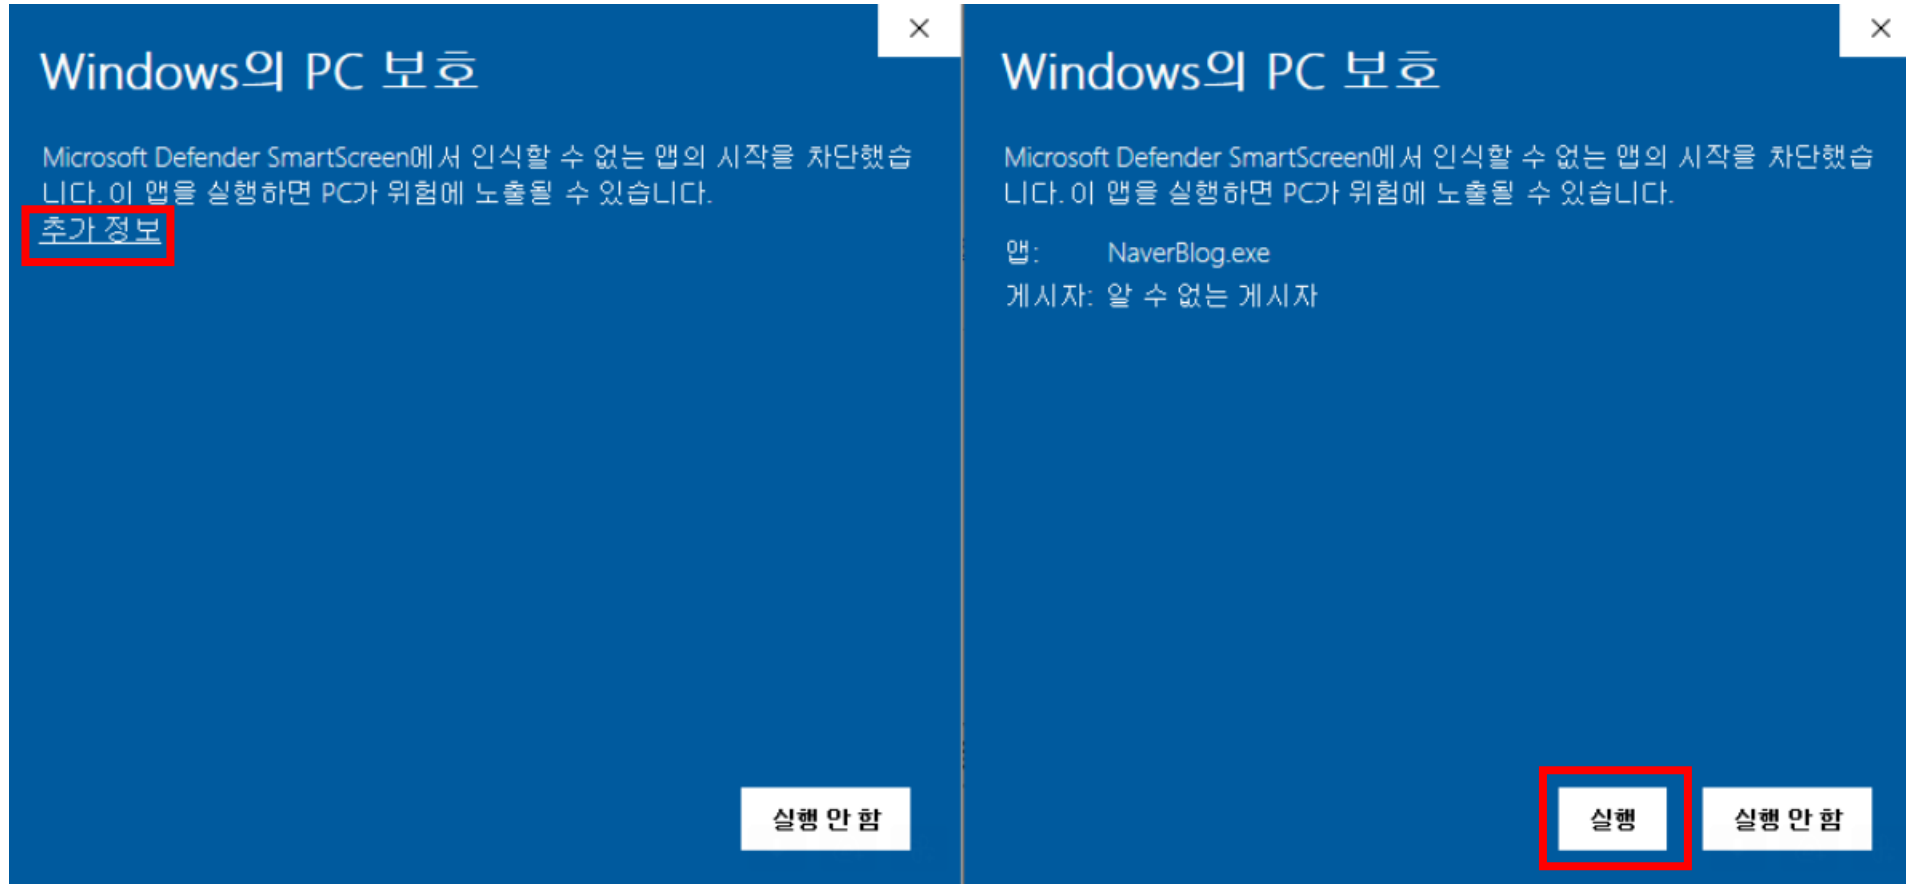 Windows의 PC 보호
Microsoft Defender SmartScreen에서 인식할 수 없는 앱의 시작을 차단했습
니다. 이 앱을 실행하면 PC가 위험에 노출될 수 있습니다.
추가 정보
실행 안 함
Windows의 PC 보호
Microsoft Defender SmartScreen에서 인식할 수 없는 앱의 시작을 차단했습
니다. 이 앱을 실행하면 PC가 위험에 노출될 수 있습니다.
앱: NaverBlog.exe
게시자: 알 수 없는 게시자
실행 실행 안 함